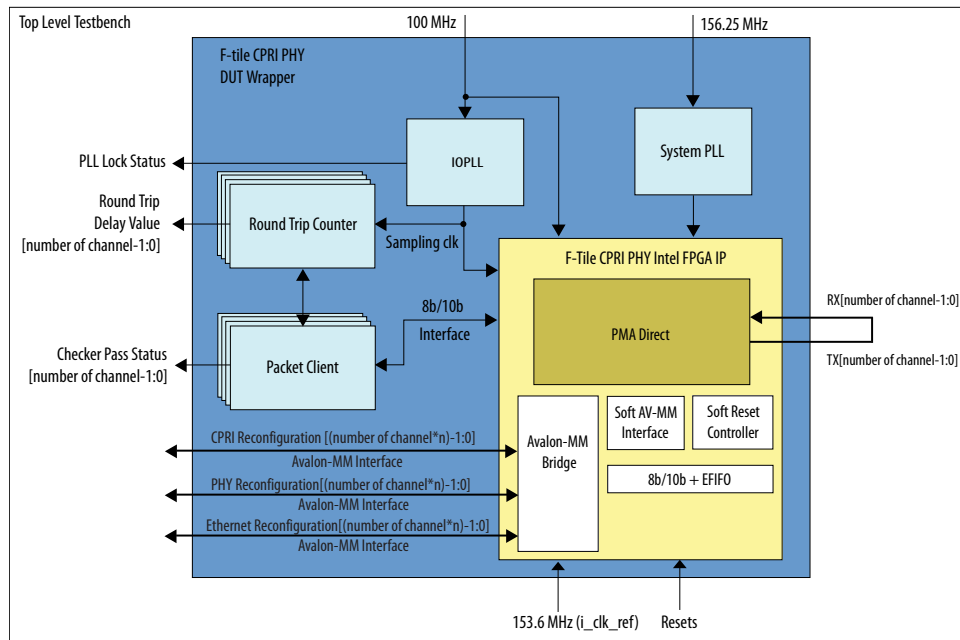 Top Level Testbench
100 MHz
156.25 MHz
F-tile CPRI PHY
DUT Wrapper
IOPLL
System PLL
PLL Lock Status
Round Trip
Delay Value
[number of channel-1:0]
Round Trip Counter
Sampling clk
F-Tile CPRI PHY Intel FPGA IP
8b/10b
Interface
PMA Direct
RX[number of channel-1:0]
TX[number of channel-1:0]
Checker Pass Status
[number of channel-1:0]
Packet Client
CPRI Reconfiguration [(number of channel*n)-1:0]
Avalon-MM Interface
PHY Reconfiguration[(number of channel*n)-1:0]
Avalon-MM Interface
Ethernet Reconfiguration[(number of channel*n)-1:0]
Avalon-MM Interface
Avalon-MM
Bridge
Soft AV-MM
Interface
Soft Reset
Controller
8b/10b + EFIFO
153.6 MHz (i_clk_ref)
Resets